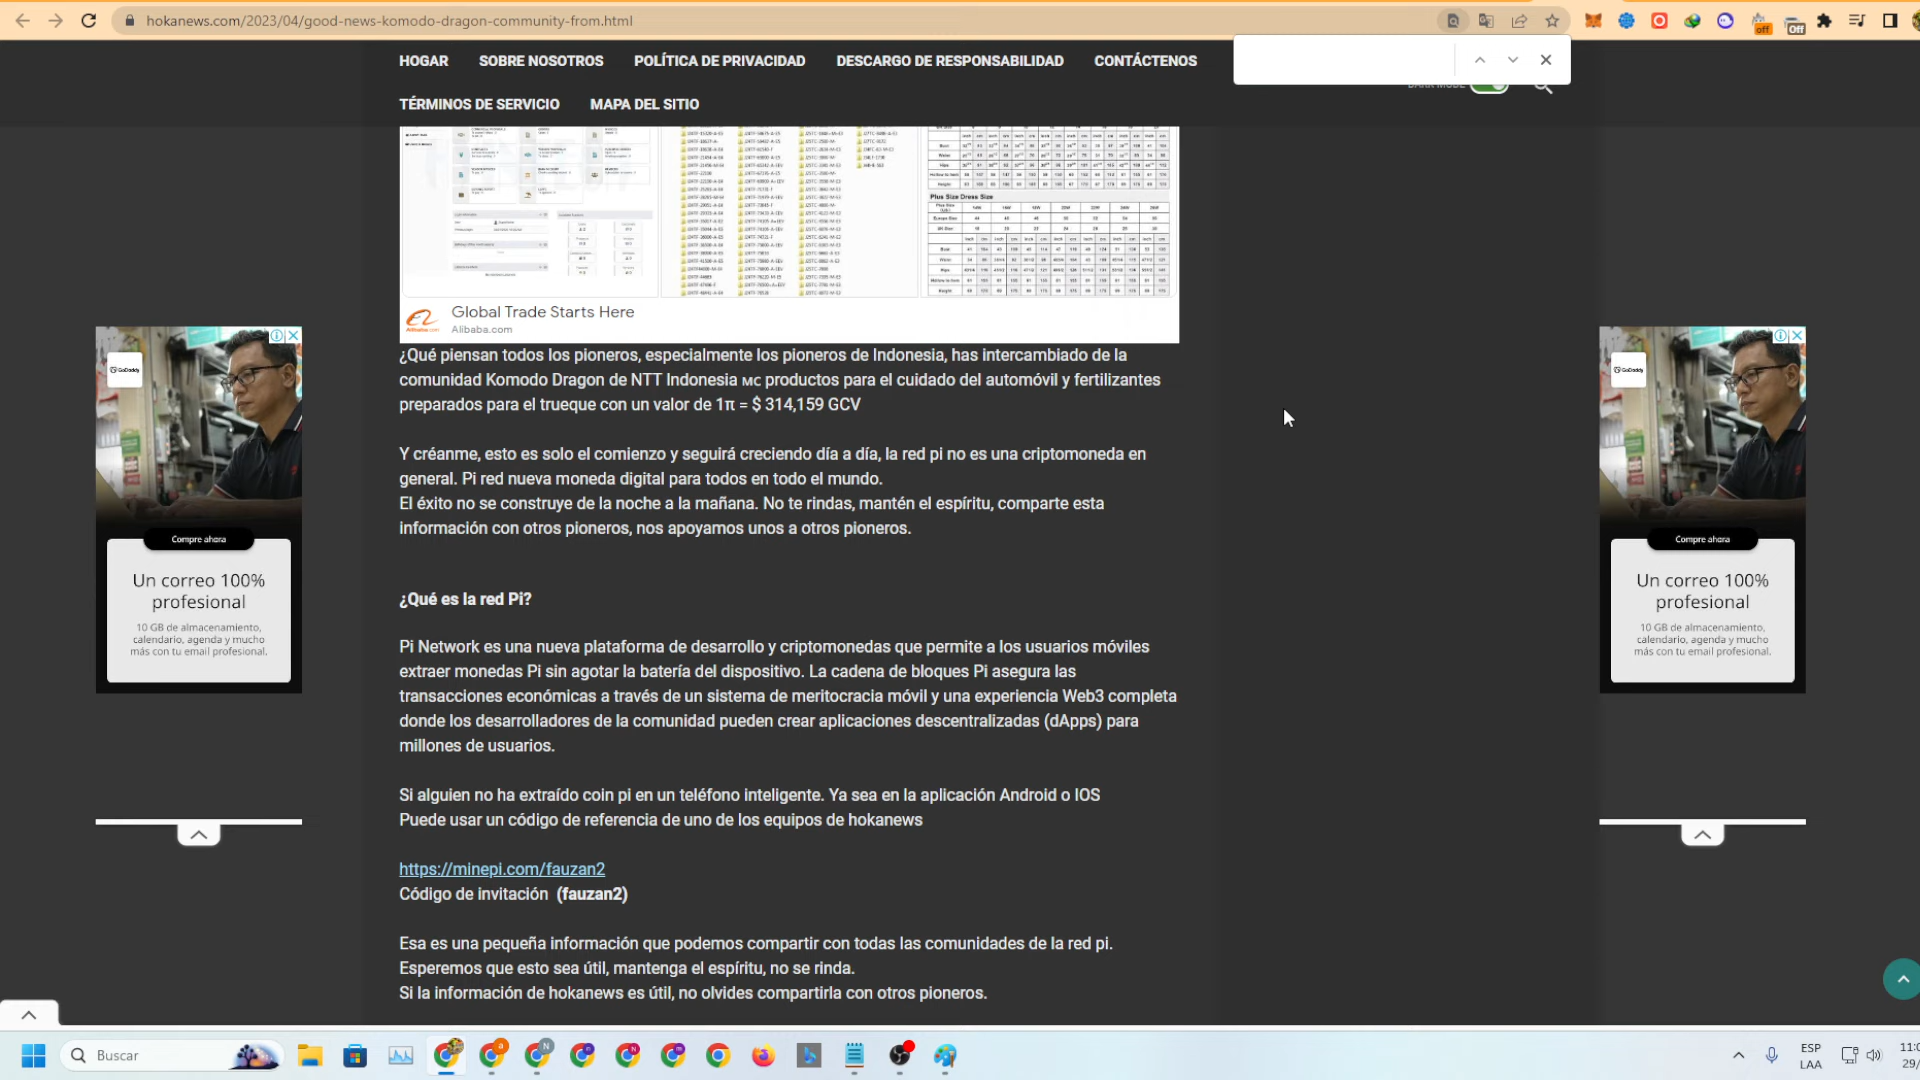 hokanews.com/2023/04/good-news-komodo-dragon-community-from.html
off
Off
HOGAR SOBRE NOSOTROS POLÍTICA DE PRIVACIDAD DESCARGO DE RESPONSABILIDAD CONTÁCTENOS
DARK MODE
TÉRMINOS DE SERVICIO MAPA DEL SITIO
Plus Size Dress Size
Global Trade Starts Here
Alibaba.com
¿Qué piensan todos los pioneros, especialmente los pioneros de Indonesia, has intercambiado de la
comunidad Komodo Dragon de NTT Indonesia мс productos para el cuidado del automóvil y fertilizantes
preparados para el trueque con un valor de 1π = $ 314,159 GCV
Y créanme, esto es solo el comienzo y seguirá creciendo día a día, la red pi no es una criptomoneda en
general. Pi red nueva moneda digital para todos en todo el mundo.
El éxito no se construye de la noche a la mañana. No te rindas, mantén el espíritu, comparte esta
información con otros pioneros, nos apoyamos unos a otros pioneros.
¿Qué es la red Pi?
Pi Network es una nueva plataforma de desarrollo y criptomonedas que permite a los usuarios móviles
extraer monedas Pi sin agotar la batería del dispositivo. La cadena de bloques Pi asegura las
transacciones económicas a través de un sistema de meritocracia móvil y una experiencia Web3 completa
donde los desarrolladores de la comunidad pueden crear aplicaciones descentralizadas (dApps) para
millones de usuarios.
Si alguien no ha extraído coin pi en un teléfono inteligente. Ya sea en la aplicación Android o IOS
Puede usar un código de referencia de uno de los equipos de hokanews
https://minepi.com/fauzan2
Código de invitación (fauzan2)
Esa es una pequeña información que podemos compartir con todas las comunidades de la red pi.
Esperemos que esto sea útil, mantenga el espíritu, no se rinda.
Si la información de hokanews es útil, no olvides compartirla con otros pioneros.
GoDaddy
Compre ahora
Un correo 100%
profesional
10 GB de almacenamiento,
calendario, agenda y mucho
más con tu email profesional.
GoDaddy
Compre ahora
Un correo 100%
profesional
10 GB de almacenamiento,
calendario, agenda y mucho
más con tu email profesional.
Buscar
ESP
LAA
11:0
29/